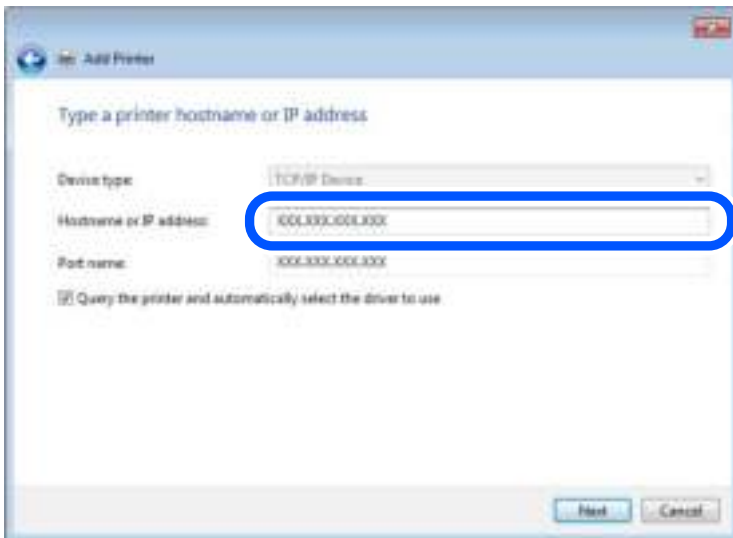 Add Printer
Type a printer hostname or IP address
Device type: TCP/IP Device
Hostname or IP address: XXX.XXX.XXX.XXX
Port name: XXX.XXX.XXX.XXX
Query the printer and automatically select the driver to use
Next Cancel